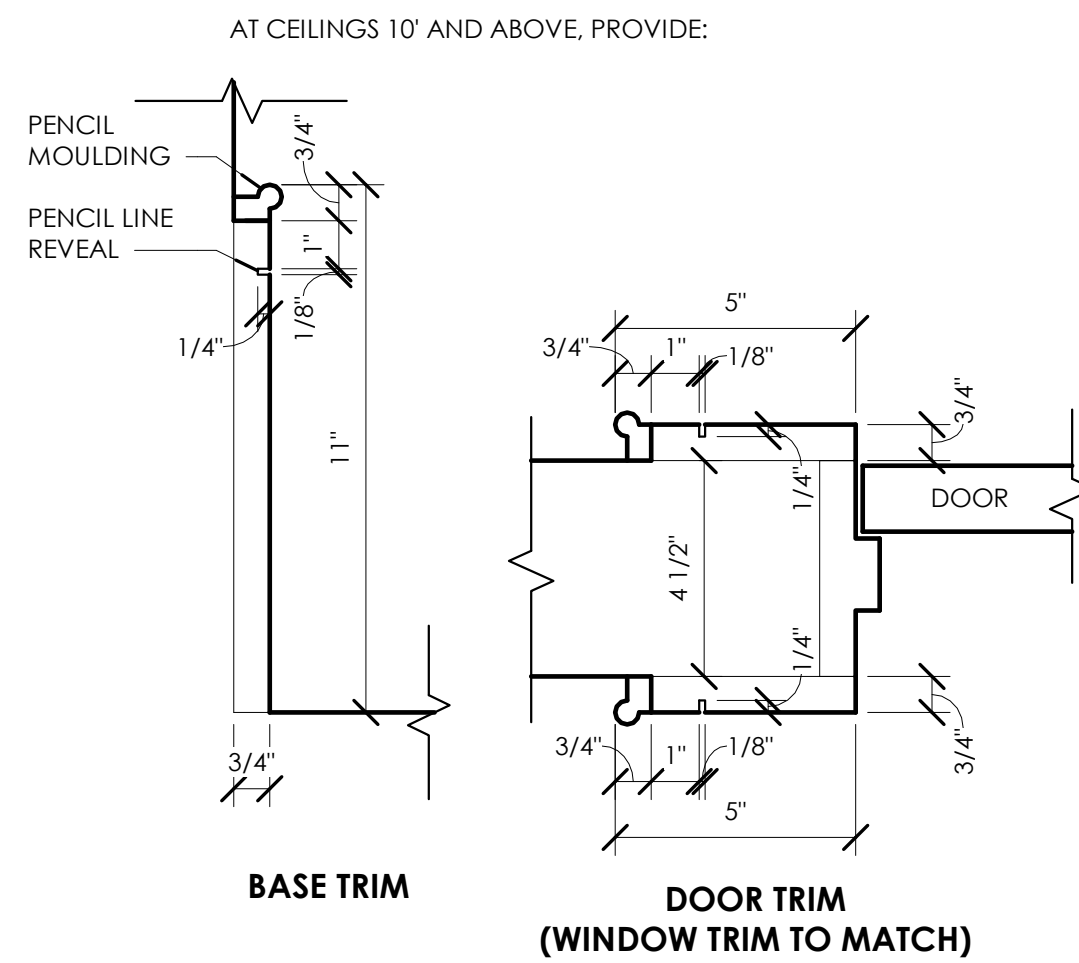 AT CEILINGS 10' AND ABOVE, PROVIDE:
PENCIL
MOULDING
PENCIL LINE
REVEAL
3/4"
1"
1/8"
1/4"
11"
3/4"
BASE TRIM
5"
3/4"
1"
1/8"
3/4"
1/4"
DOOR
4 1/2"
1/4"
3/4"
3/4"
1"
1/8"
5"
DOOR TRIM
(WINDOW TRIM TO MATCH)